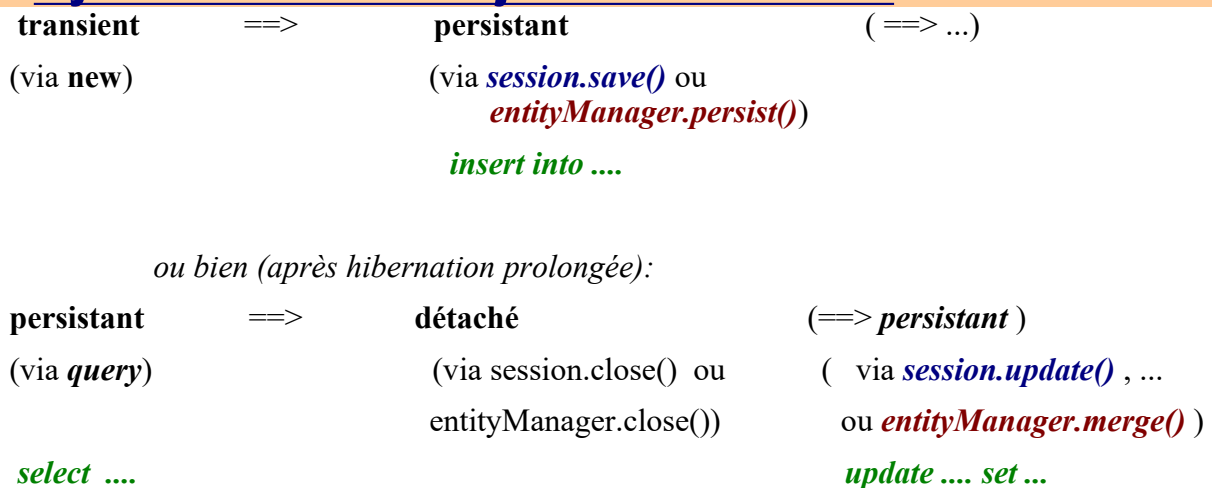 transient ==> persistant ( ==> ...)
(via new) (via session.save() ou
entityManager.persist())
insert into ....
ou bien (après hibernation prolongée):
persistant ==> détaché (==> persistant )
(via query) (via session.close() ou ( via session.update() , ...
entityManager.close()) ou entityManager.merge() )
select .... update .... set ...